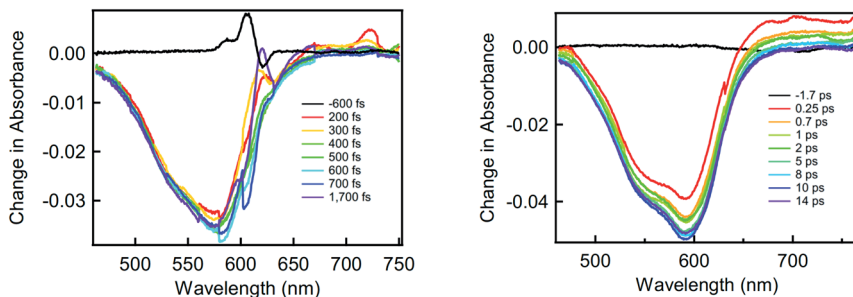 Change in Absorbance
0.00
-0.01
-0.02
-0.03
500
550
600
650
700
750
Wavelength (nm)
-600 fs
200 fs
300 fs
400 fs
500 fs
600 fs
700 fs
1,700 fs
Change in Absorbance
0.00
-0.02
-0.04
500
600
700
Wavelength (nm)
-1.7 ps
0.25 ps
0.7 ps
1 ps
2 ps
5 ps
8 ps
10 ps
14 ps